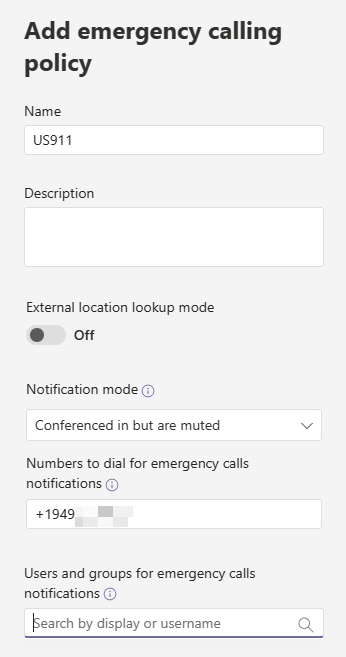 Add emergency calling
policy
Name
US911
Description
External location lookup mode
Off
Notification mode
Conferenced in but are muted
Numbers to dial for emergency calls
notifications
+1949
Users and groups for emergency calls
notifications
Search by display or username